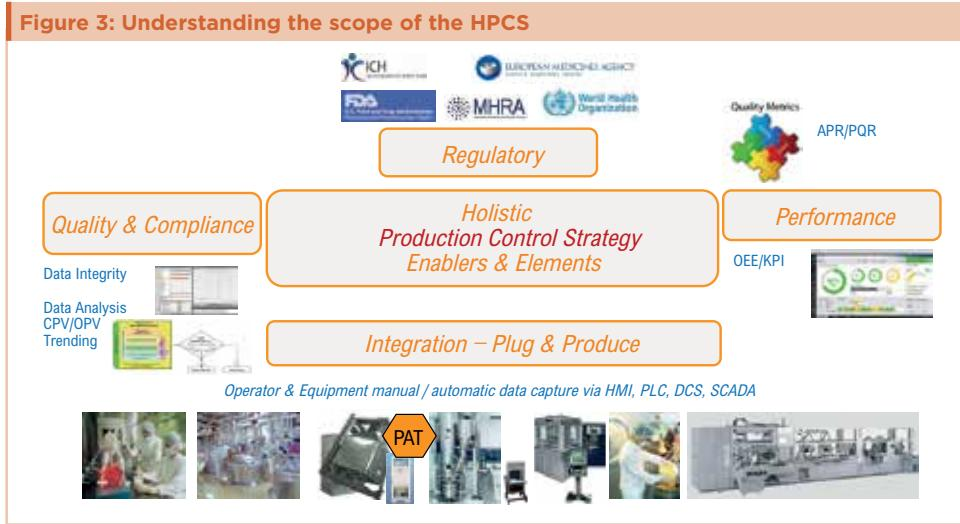 Figure 3: Understanding the scope of the HPCS
ICH
EUROPEAN MEDICINES AGENCY
FDA
MHRA
World Health
Organization
Quality Metrics
APR/PQR
Regulatory
Quality & Compliance
Holistic
Production Control Strategy
Enablers & Elements
Performance
Data Integrity
OEE/KPI
Data Analysis
CPV/OPV
Trending
Integration – Plug & Produce
Operator & Equipment manual / automatic data capture via HMI, PLC, DCS, SCADA
PAT